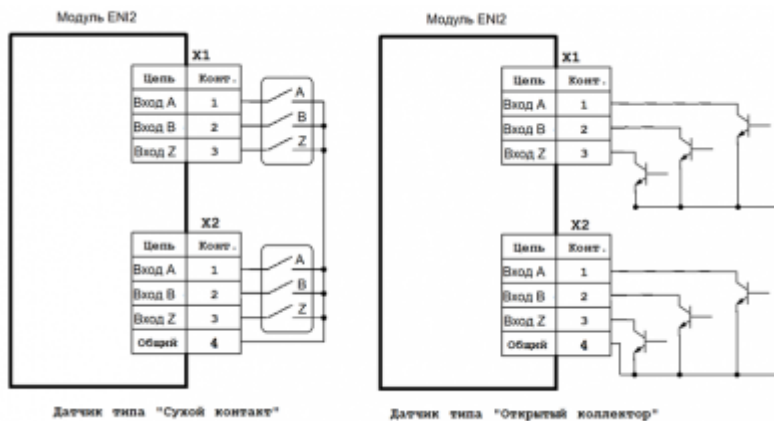 Модуль ENI2
X1
Цепь Конт.
Вход A 1
Вход B 2
Вход Z 3
A
B
Z
X2
Цепь Конт.
Вход A 1
Вход B 2
Вход Z 3
Общий 4
A
B
Z
Датчик типа "Сухой контакт"
Модуль ENI2
X1
Цепь Конт.
Вход A 1
Вход B 2
Вход Z 3
X2
Цепь Конт.
Вход A 1
Вход B 2
Вход Z 3
Общий 4
Датчик типа "Открытый коллектор"